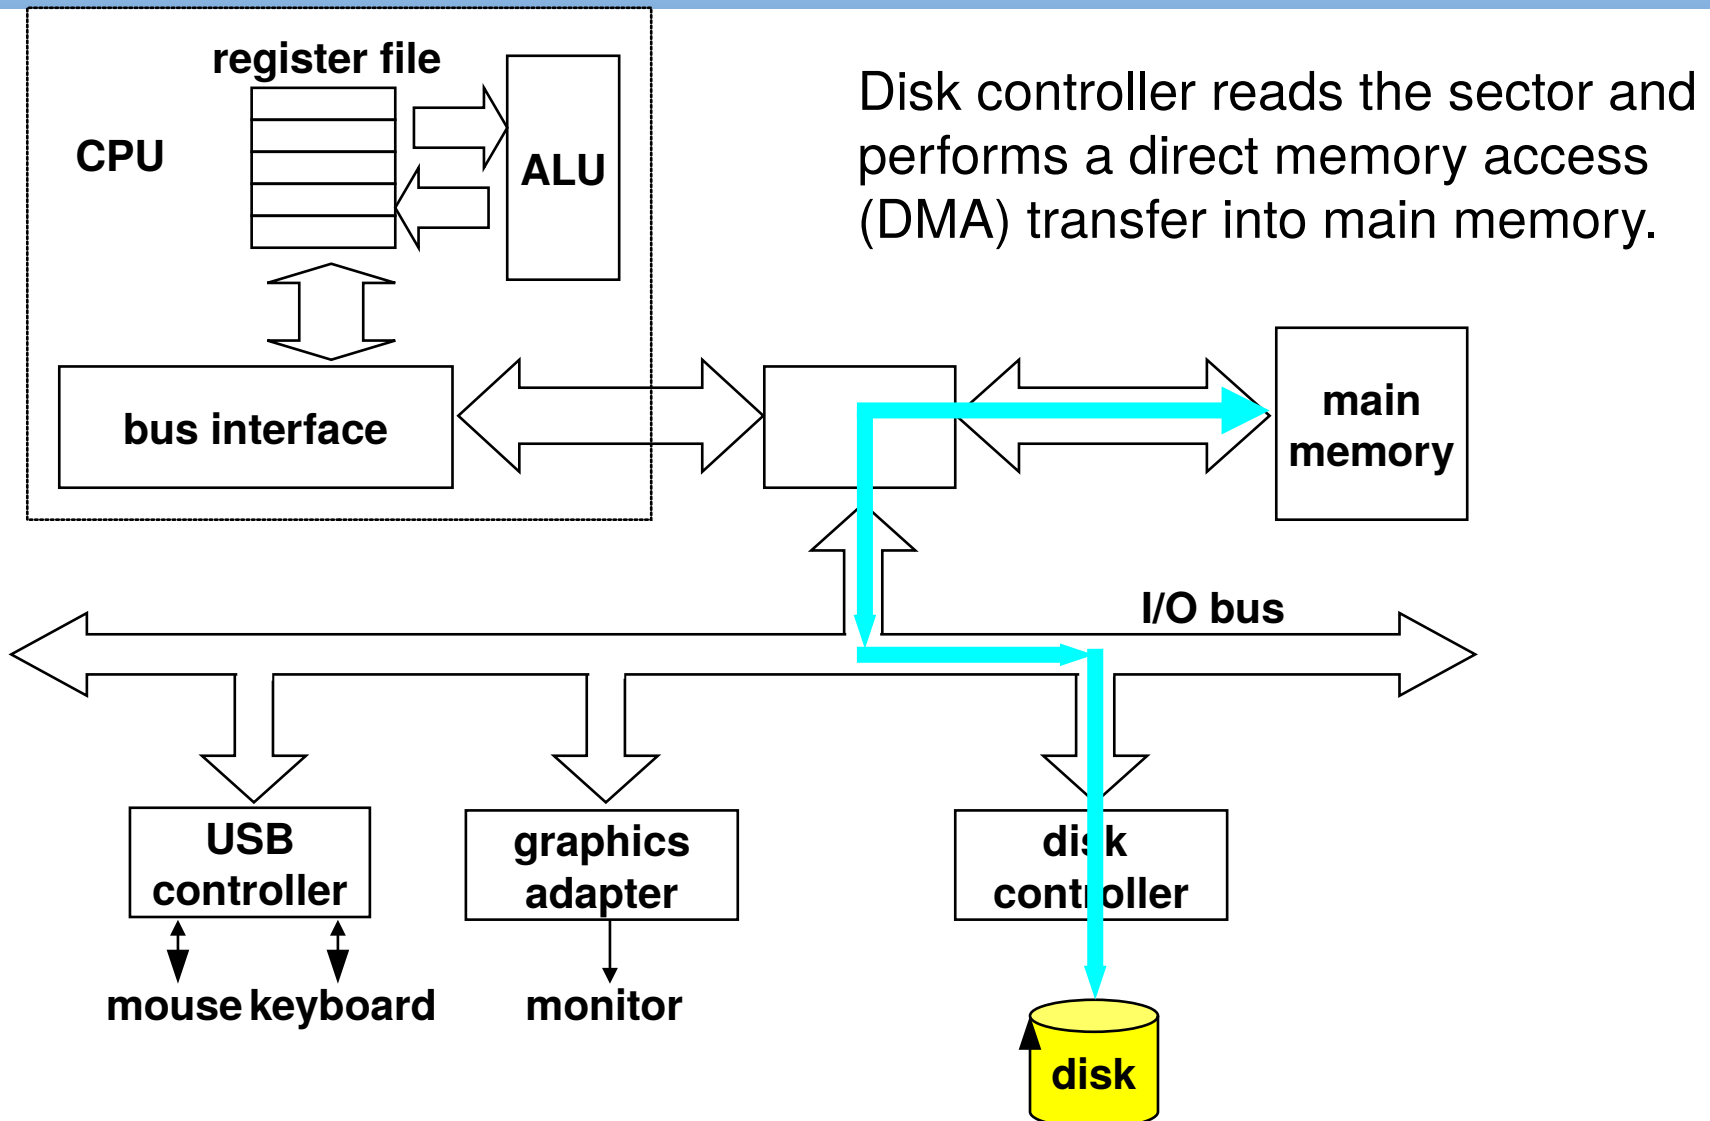 register file
CPU
ALU
Disk controller reads the sector and
performs a direct memory access
(DMA) transfer into main memory.
bus interface
main
memory
I/O bus
USB
controller
graphics
adapter
disk
controller
mouse keyboard
monitor
disk